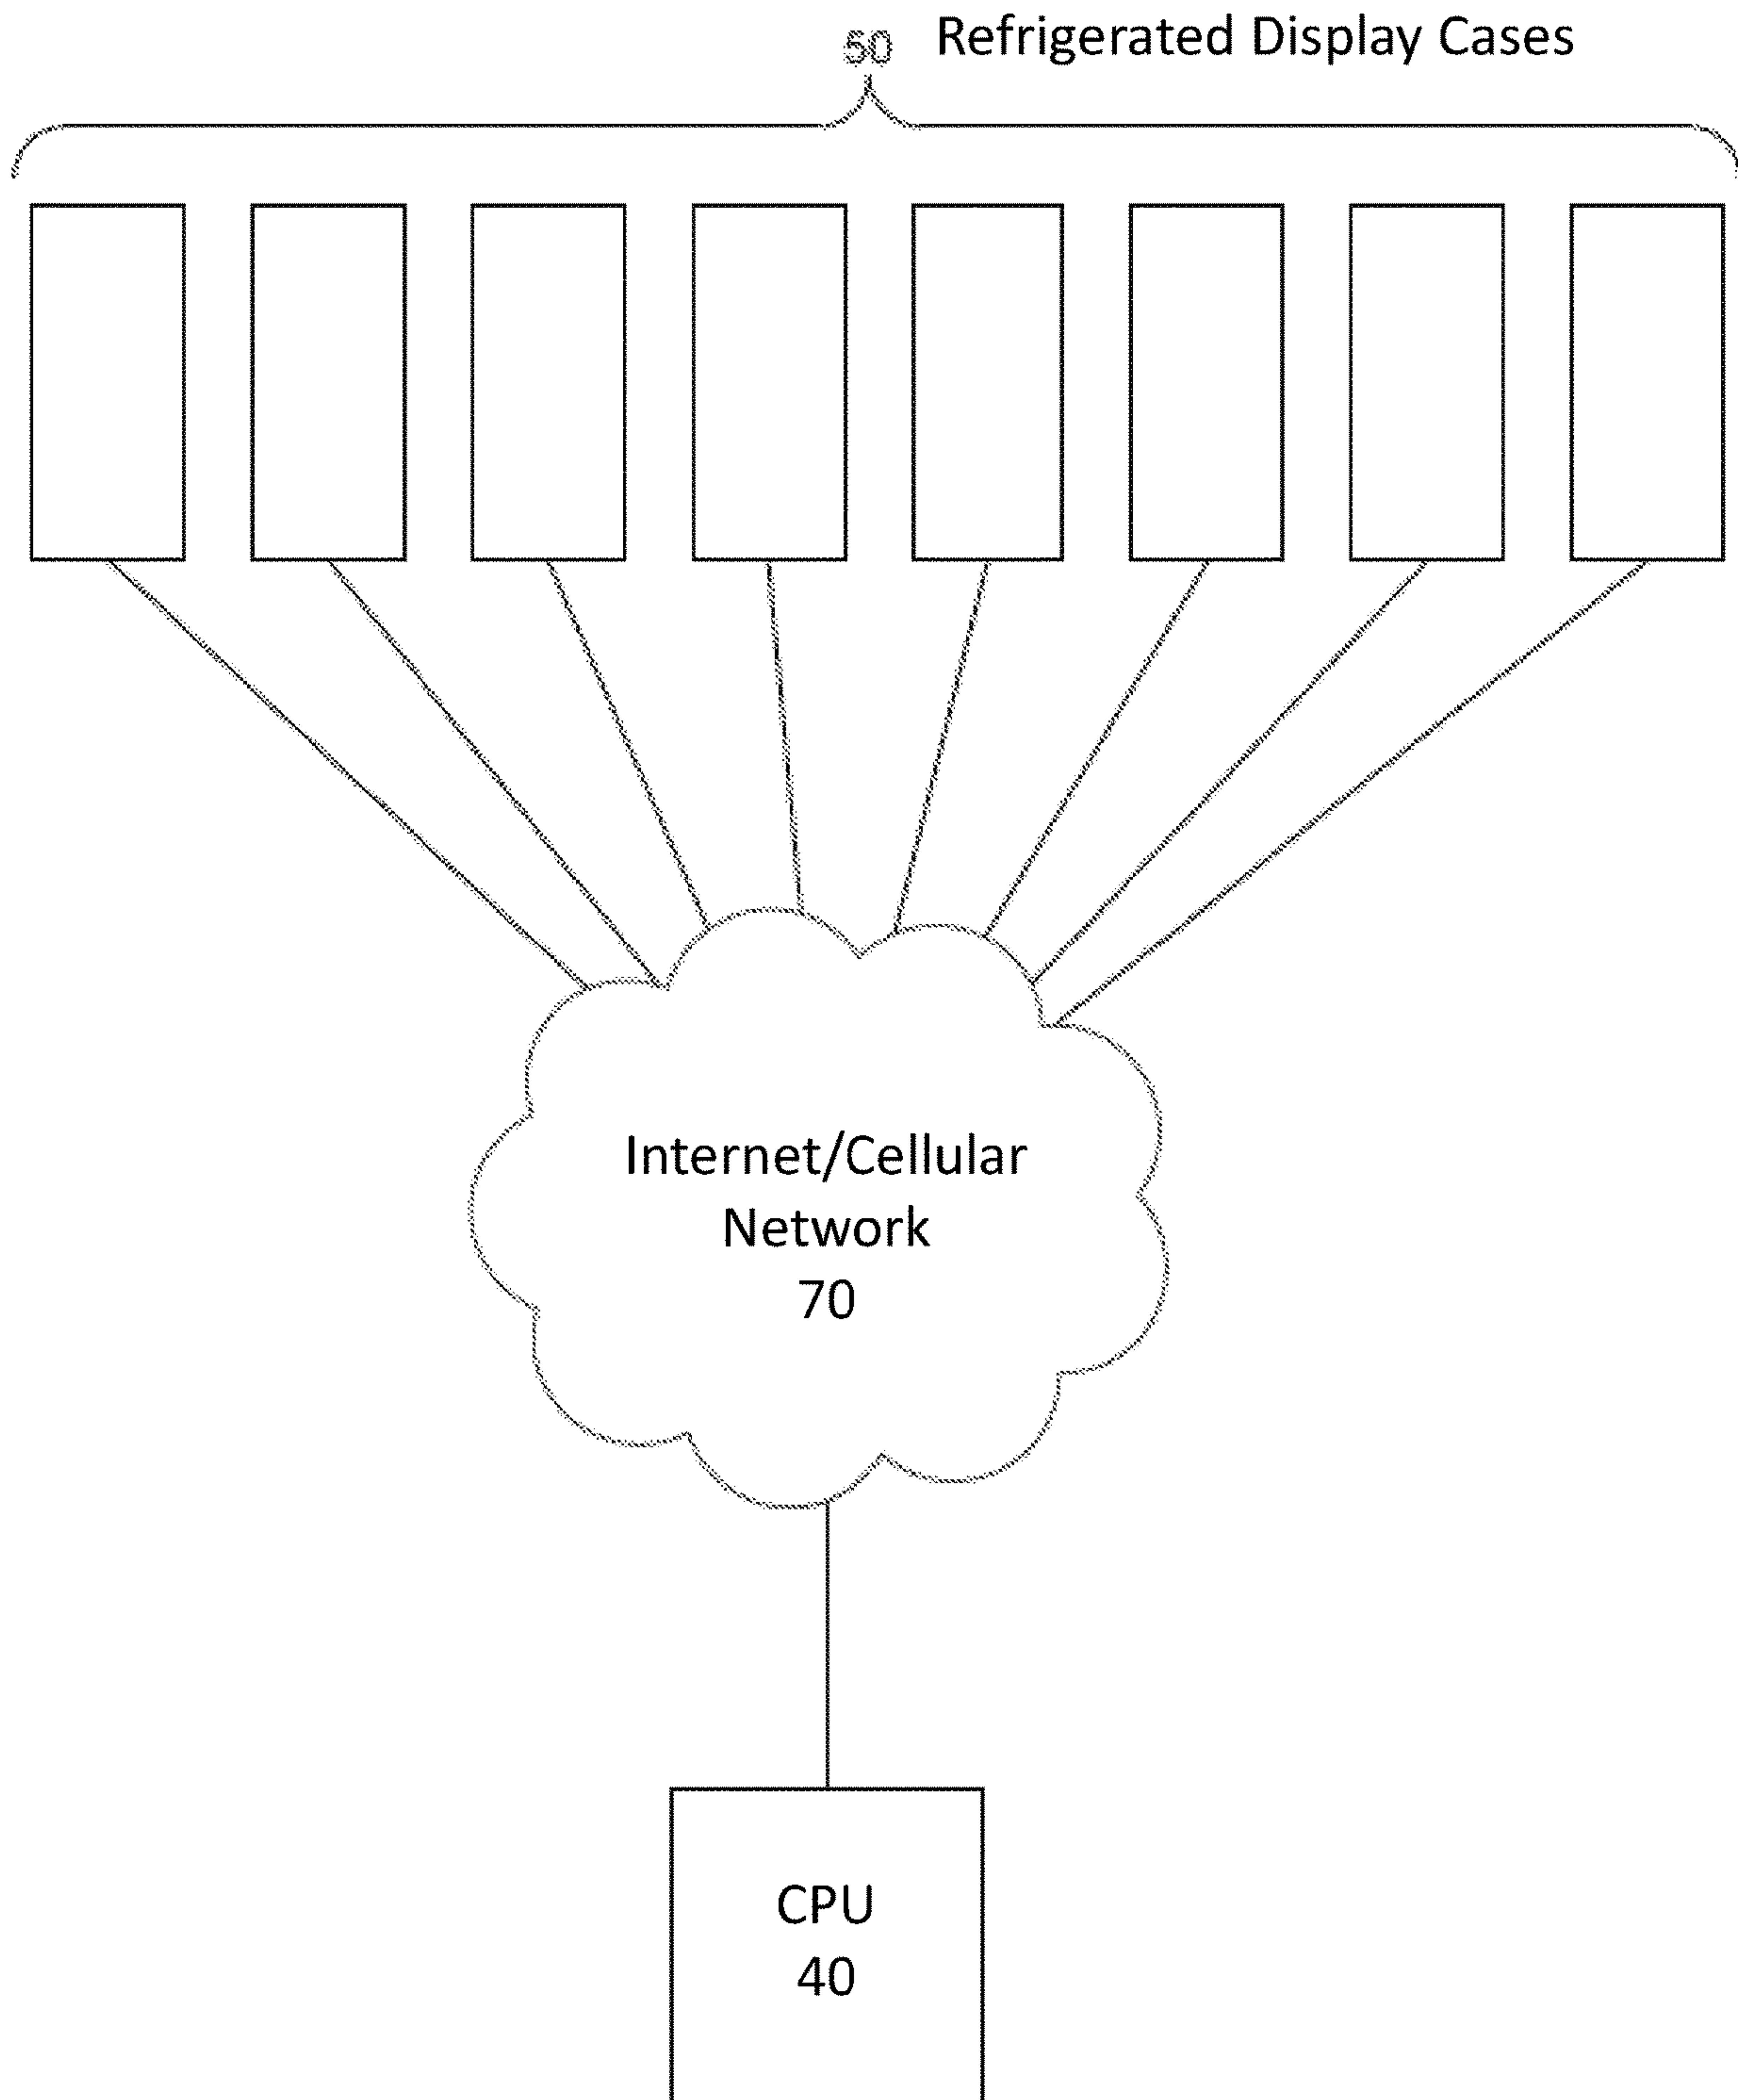 50 Refrigerated Display Cases
Internet/Cellular
Network
70
CPU
40